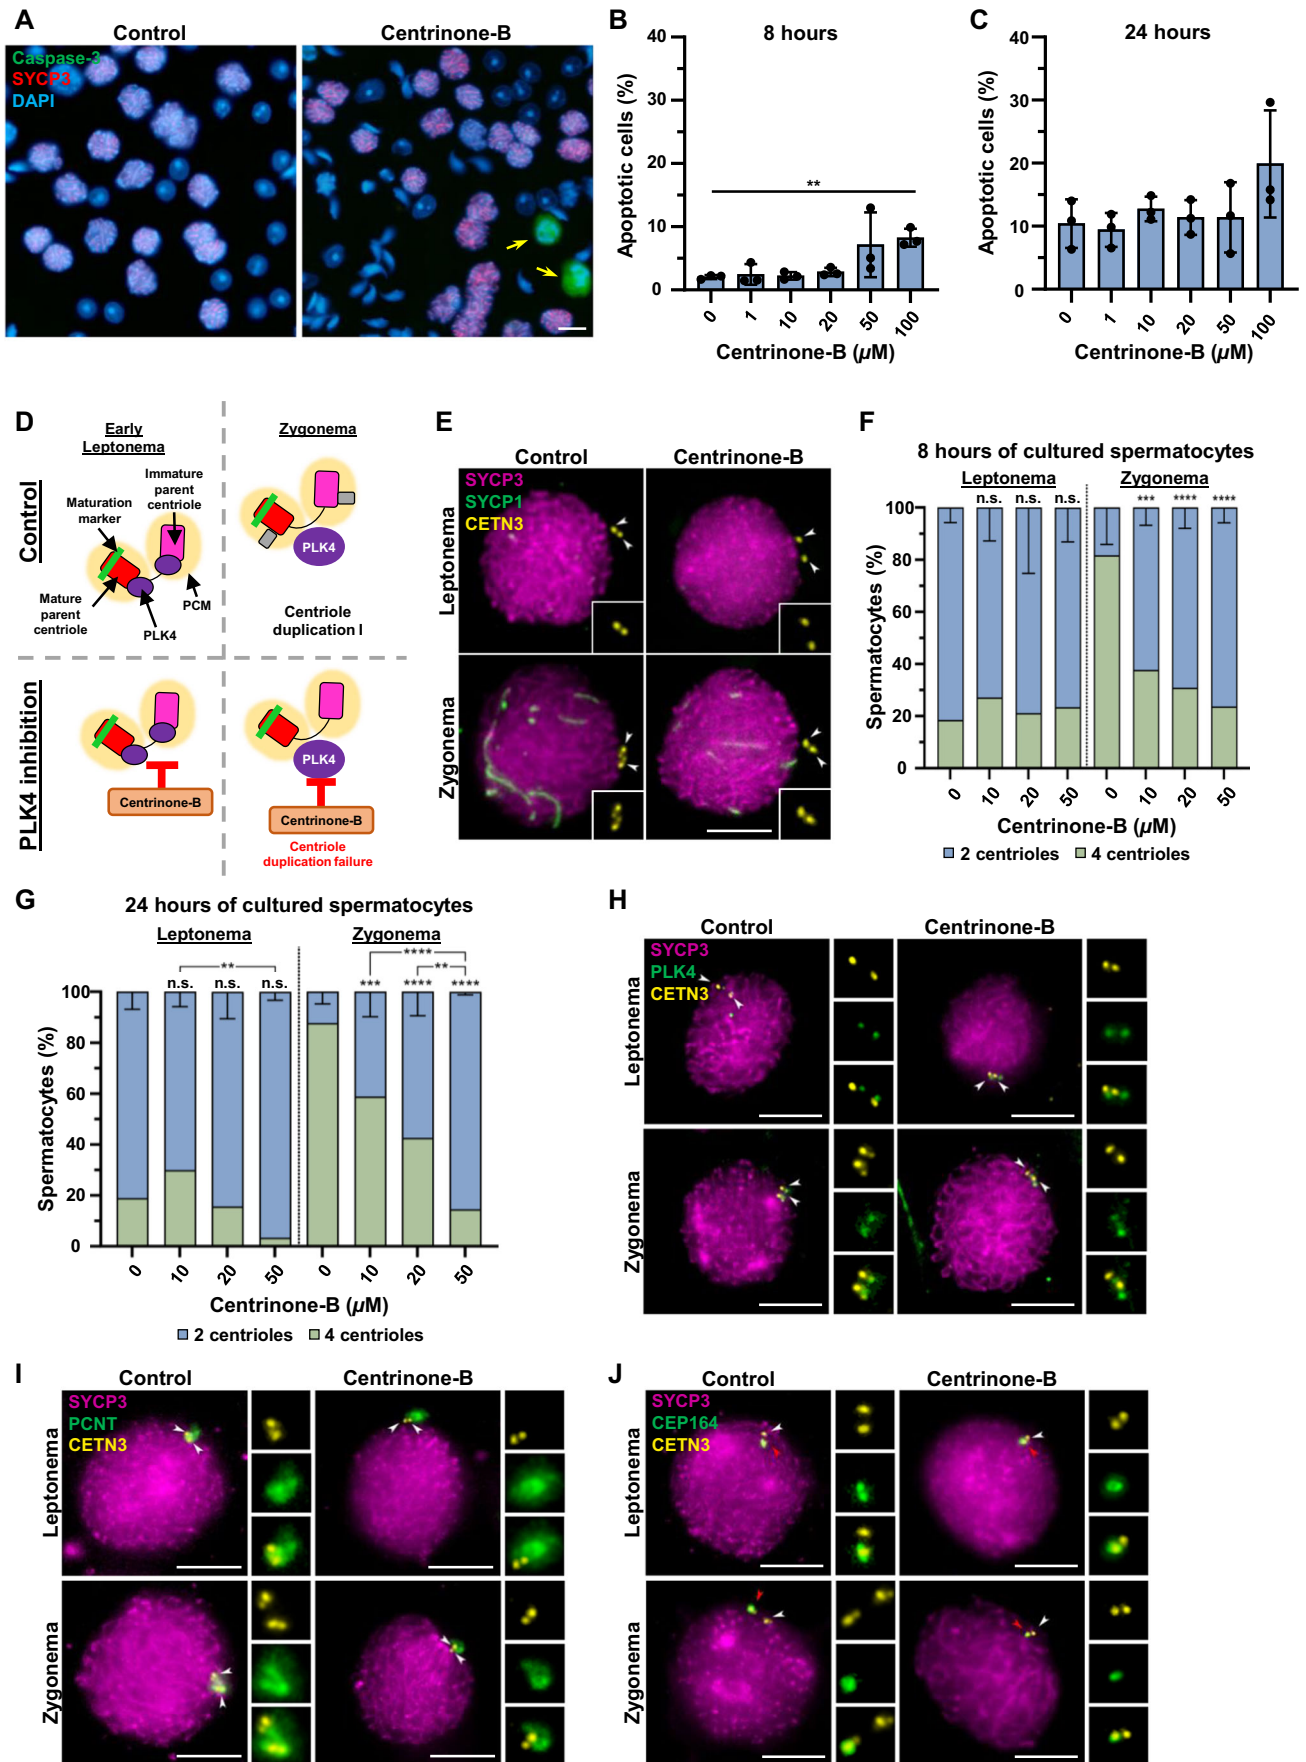 A
Control
Centrinone-B
Caspase-3
SYCP3
DAPI
B
8 hours
Apoptotic cells (%)
40
30
20
10
0
**
0
1
10
20
50
100
Centrinone-B (µM)
C
24 hours
Apoptotic cells (%)
40
30
20
10
0
0
1
10
20
50
100
Centrinone-B (µM)
D
Early
Leptonema
Zygonema
Control
Maturation
marker
Immature
parent
centriole
Mature
parent
centriole
PLK4
PCM
PLK4
Centriole
duplication I
PLK4 inhibition
Centrinone-B
PLK4
Centrinone-B
Centriole
duplication failure
E
Control
Centrinone-B
SYCP3
SYCP1
CETN3
Leptonema
Zygonema
F
8 hours of cultured spermatocytes
Leptonema
Zygonema
n.s.
n.s.
n.s.
***
****
****
Spermatocytes (%)
100
80
60
40
20
0
0
10
20
50
0
10
20
50
Centrinone-B (µM)
2 centrioles
4 centrioles
G
24 hours of cultured spermatocytes
Leptonema
Zygonema
**
****
**
n.s.
n.s.
n.s.
***
****
****
Spermatocytes (%)
100
80
60
40
20
0
0
10
20
50
0
10
20
50
Centrinone-B (µM)
2 centrioles
4 centrioles
H
Control
Centrinone-B
SYCP3
PLK4
CETN3
Leptonema
Zygonema
I
Control
Centrinone-B
SYCP3
PCNT
CETN3
Leptonema
Zygonema
J
Control
Centrinone-B
SYCP3
CEP164
CETN3
Leptonema
Zygonema